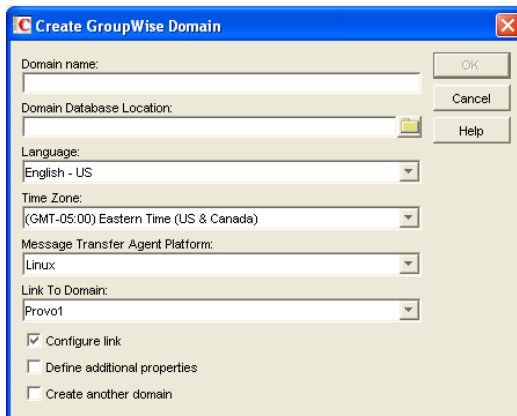 Create GroupWise Domain
Domain name:
OK
Domain Database Location:
Cancel
Help
Language:
English - US
Time Zone:
(GMT-05:00) Eastern Time (US & Canada)
Message Transfer Agent Platform:
Linux
Link To Domain:
Provo1
Configure link
Define additional properties
Create another domain